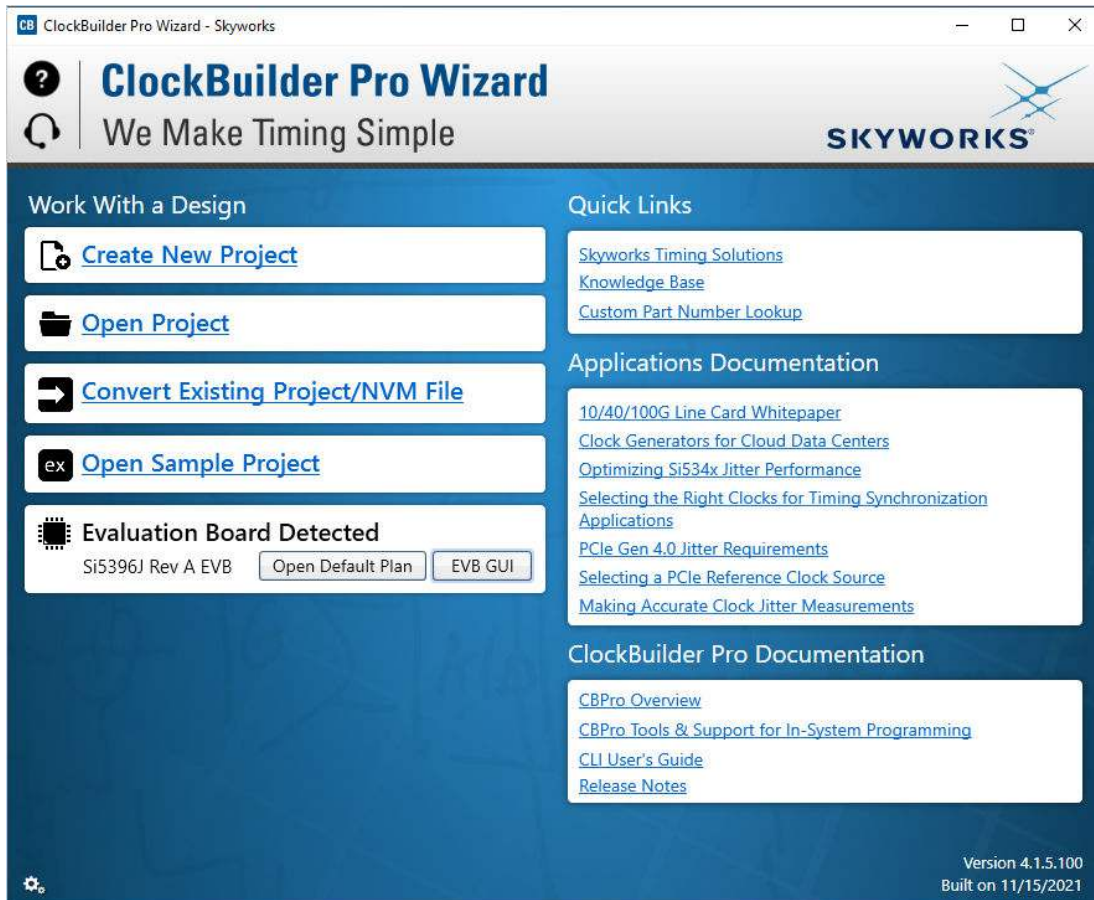 CB ClockBuilder Pro Wizard - Skyworks
ClockBuilder Pro Wizard
We Make Timing Simple
SKYWORKS®
Work With a Design
Create New Project
Open Project
Convert Existing Project/NVM File
ex Open Sample Project
Evaluation Board Detected
Si5396J Rev A EVB Open Default Plan EVB GUI
Quick Links
Skyworks Timing Solutions
Knowledge Base
Custom Part Number Lookup
Applications Documentation
10/40/100G Line Card Whitepaper
Clock Generators for Cloud Data Centers
Optimizing Si534x Jitter Performance
Selecting the Right Clocks for Timing Synchronization
Applications
PCIe Gen 4.0 Jitter Requirements
Selecting a PCIe Reference Clock Source
Making Accurate Clock Jitter Measurements
ClockBuilder Pro Documentation
CBPro Overview
CBPro Tools & Support for In-System Programming
CLI User's Guide
Release Notes
Version 4.1.5.100
Built on 11/15/2021